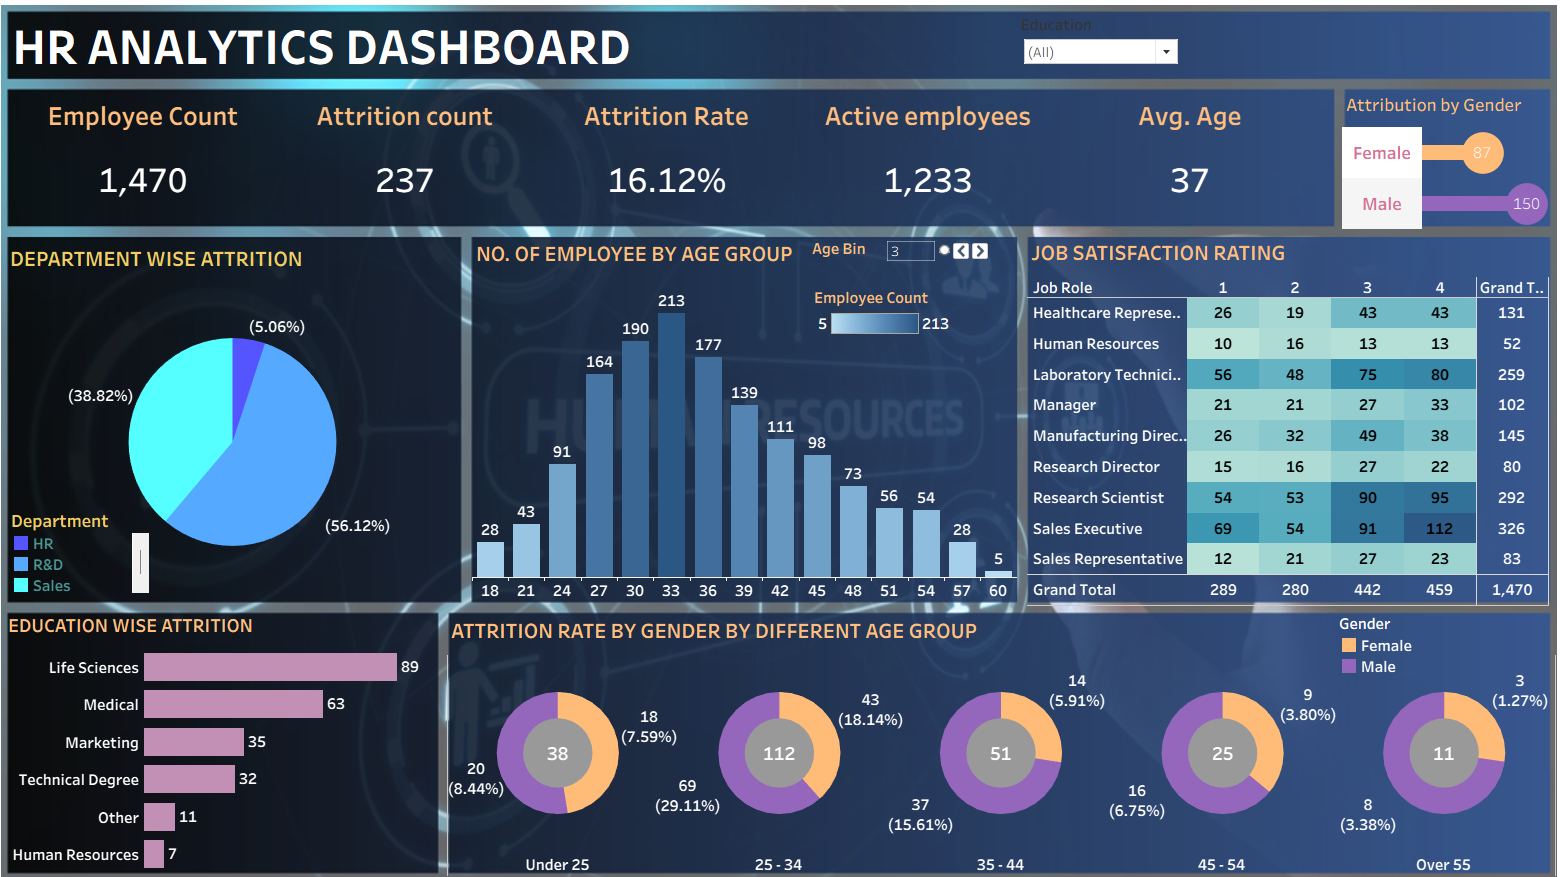 HR ANALYTICS DASHBOARD
Education
(All)
Employee Count
Attrition count
Attrition Rate
Active employees
Avg. Age
1,470
237
16.12%
1,233
37
Attribution by Gender
Female 87
Male 150
DEPARTMENT WISE ATTRITION
(5.06%)
(38.82%)
(56.12%)
Department
HR
R&D
Sales
NO. OF EMPLOYEE BY AGE GROUP
Age Bin 3
Employee Count
5 213
HUMAN RESOURCES
28 43 91 164 190 213 177 139 111 98 73 56 54 28 5
18 21 24 27 30 33 36 39 42 45 48 51 54 57 60
JOB SATISFACTION RATING
Job Role 1 2 3 4 Grand T..
Healthcare Represe.. 26 19 43 43 131
Human Resources 10 16 13 13 52
Laboratory Technici.. 56 48 75 80 259
Manager 21 21 27 33 102
Manufacturing Direc.. 26 32 49 38 145
Research Director 15 16 27 22 80
Research Scientist 54 53 90 95 292
Sales Executive 69 54 91 112 326
Sales Representative 12 21 27 23 83
Grand Total 289 280 442 459 1,470
EDUCATION WISE ATTRITION
Life Sciences 89
Medical 63
Marketing 35
Technical Degree 32
Other 11
Human Resources 7
ATTRITION RATE BY GENDER BY DIFFERENT AGE GROUP
Gender
Female
Male
18
(7.59%)
38
20
(8.44%)
Under 25
43
(18.14%)
112
69
(29.11%)
25 - 34
14
(5.91%)
51
37
(15.61%)
35 - 44
9
(3.80%)
25
16
(6.75%)
45 - 54
3
(1.27%)
11
8
(3.38%)
Over 55